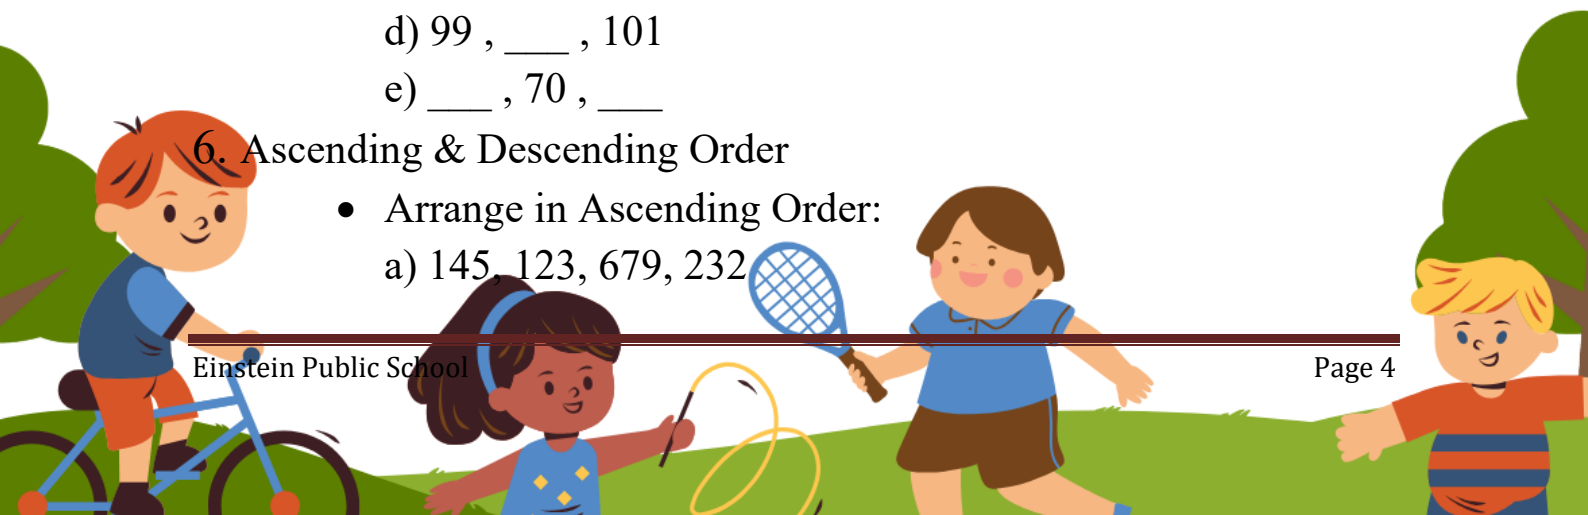 d) 99 , ___ , 101
e) ___ , 70 , ___
6. Ascending & Descending Order
• Arrange in Ascending Order:
a) 145, 123, 679, 232
Einstein Public School
Page 4